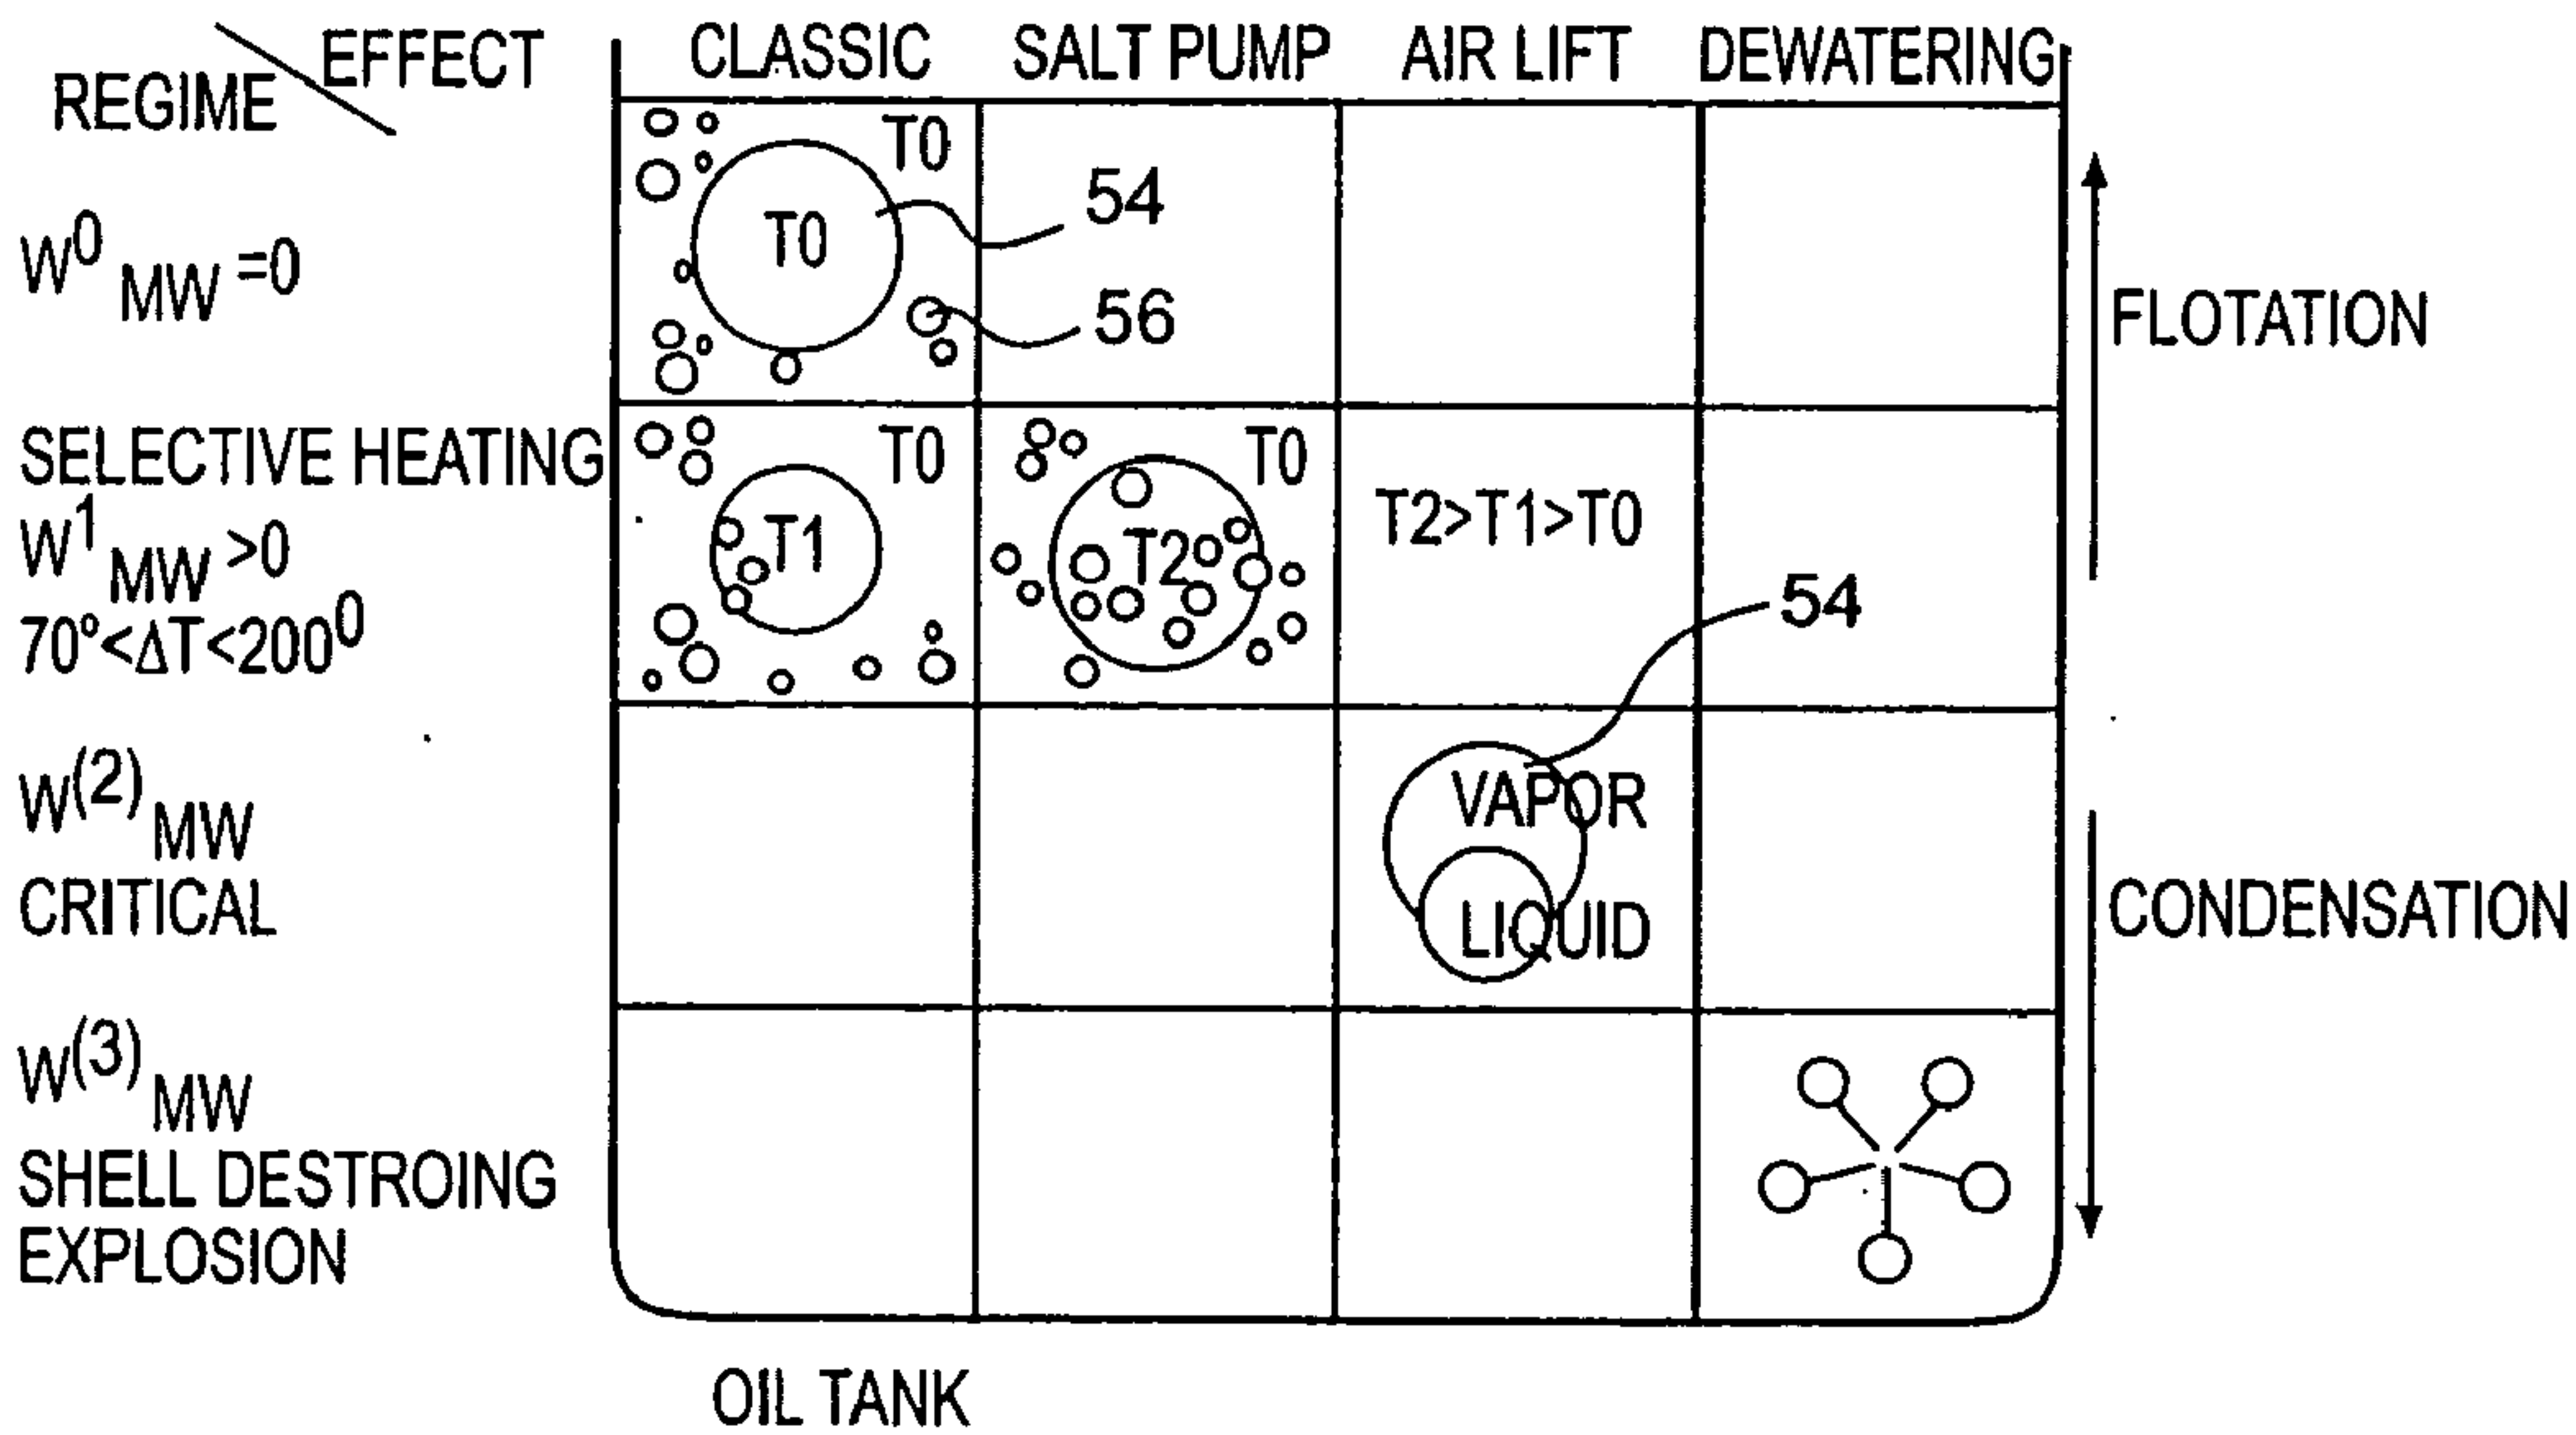 EFFECT
REGIME
CLASSIC SALT PUMP AIR LIFT DEWATERING
W⁰ MW =0
T0
T0
54
56
FLOTATION
SELECTIVE HEATING
W¹ MW >0
70°<ΔT<200⁰
T0
T1
T0
T2
T2>T1>T0
54
W⁽²⁾ MW
CRITICAL
VAPOR
LIQUID
CONDENSATION
W⁽³⁾ MW
SHELL DESTROING
EXPLOSION
OIL TANK